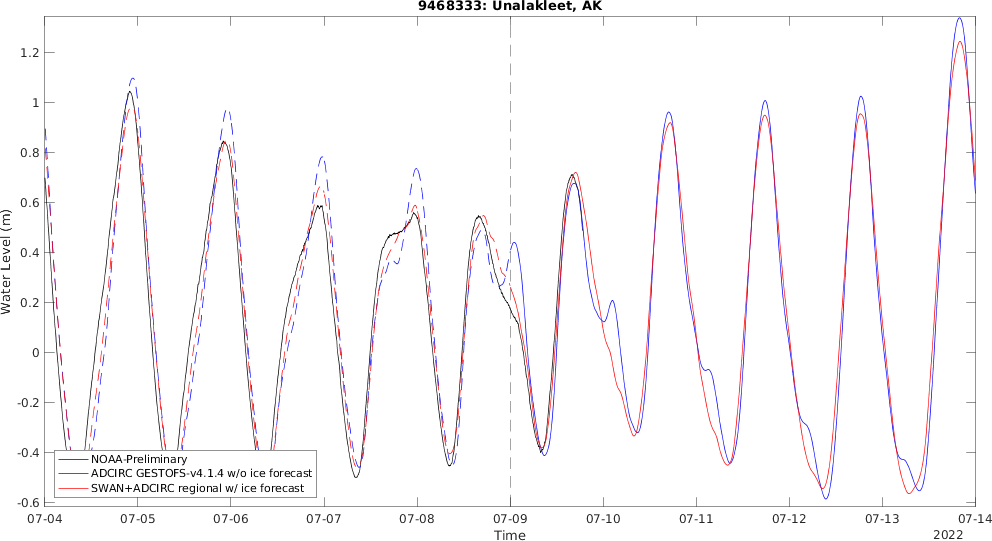 9468333: Unalakleet, AK
Water Level (m)
1.2
1
0.8
0.6
0.4
0.2
0
-0.2
-0.4
-0.6
NOAA-Preliminary
ADCIRC GESTOFS-v4.1.4 w/o ice forecast
SWAN+ADCIRC regional w/ ice forecast
07-04 07-05 07-06 07-07 07-08 07-09 07-10 07-11 07-12 07-13 07-14
Time
2022